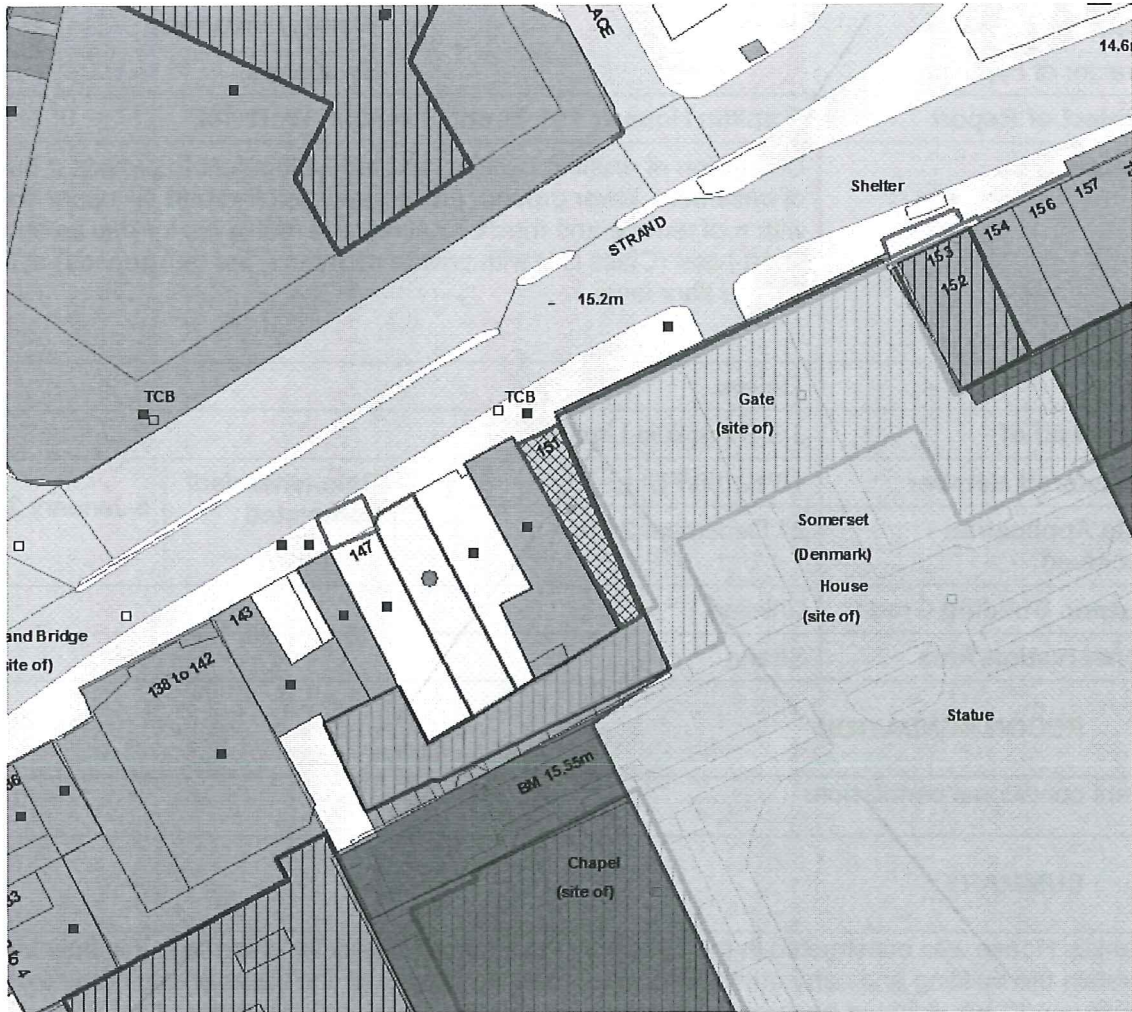 LACE
14.6m
Shelter
STRAND
157
156
154
153
152
15.2m
TCB
TCB
Gate
(site of)
151
147
Somerset
(Denmark)
House
(site of)
143
138 to 142
and Bridge
site of)
Statue
BM 15.55m
Chapel
(site of)